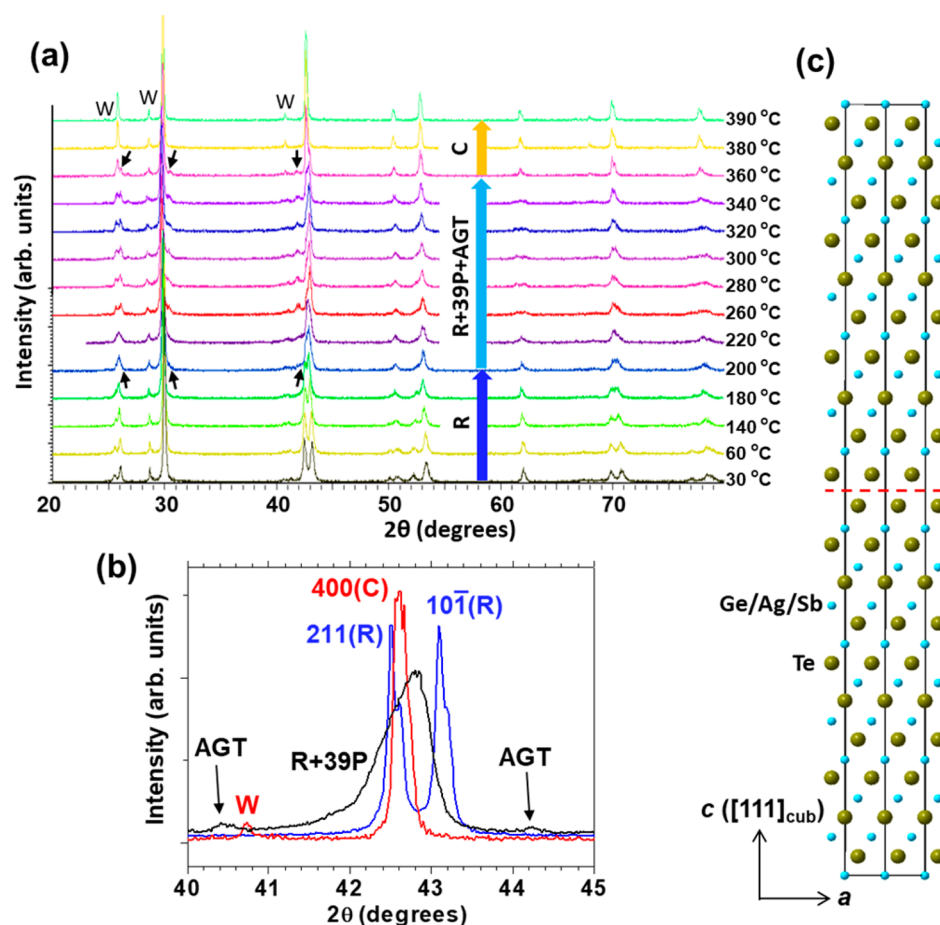 (a)
W
W
W
390 °C
380 °C
360 °C
340 °C
320 °C
300 °C
280 °C
260 °C
220 °C
200 °C
180 °C
140 °C
60 °C
30 °C
C
R+39P+AGT
R
Intensity (arb. units)
20 30 40 50 60 70
2θ (degrees)
(b)
400(C)
211(R)
101̅(R)
AGT
R+39P
AGT
W
Intensity (arb. units)
40 41 42 43 44 45
2θ (degrees)
(c)
Ge/Ag/Sb
Te
c ([111]cub)
a